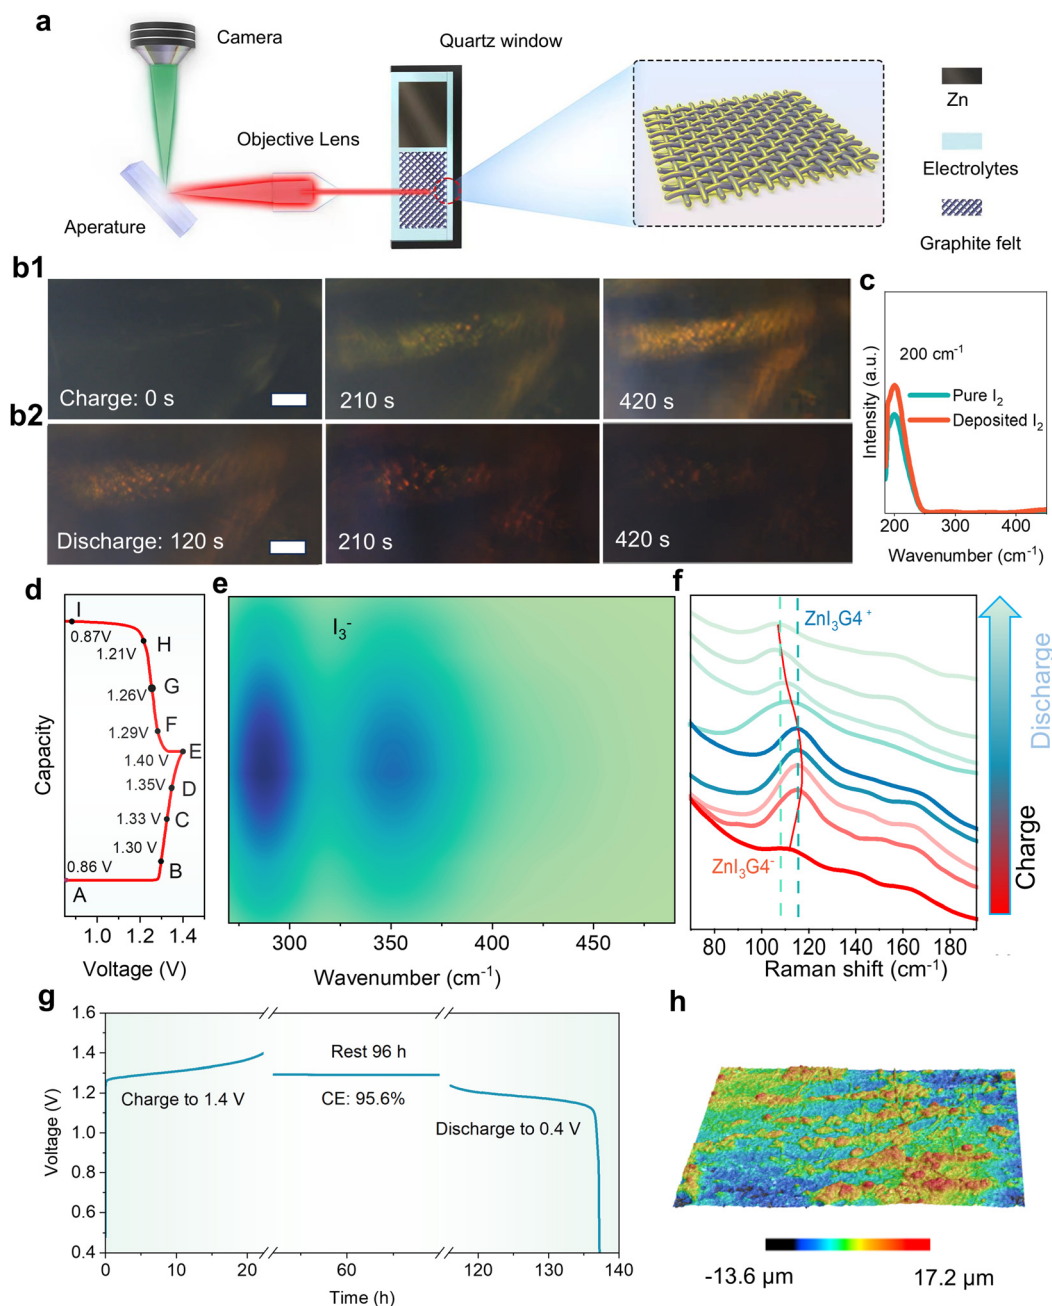 a
Camera
Quartz window
Objective Lens
Aperature
Zn
Electrolytes
Graphite felt
b1
Charge: 0 s
210 s
420 s
b2
Discharge: 120 s
210 s
420 s
c
200 cm⁻¹
Pure I₂
Deposited I₂
Intensity (a.u.)
200 300 400
Wavenumber (cm⁻¹)
d
I
0.87V
H
1.21V
G
1.26V
F
1.29V
E
1.40 V
1.35V
D
C
1.33 V
1.30 V
B
0.86 V
A
Capacity
1.0 1.2 1.4
Voltage (V)
e
I₃⁻
300 350 400 450
Wavenumber (cm⁻¹)
f
ZnI₃G4⁺
ZnI₃G4⁻
80 100 120 140 160 180
Raman shift (cm⁻¹)
Discharge
Charge
g
1.6
1.4
1.2
1.0
0.8
0.6
0.4
Voltage (V)
Rest 96 h
Charge to 1.4 V
CE: 95.6%
Discharge to 0.4 V
0 10 20 60 120 130 140
Time (h)
h
-13.6 µm
17.2 µm